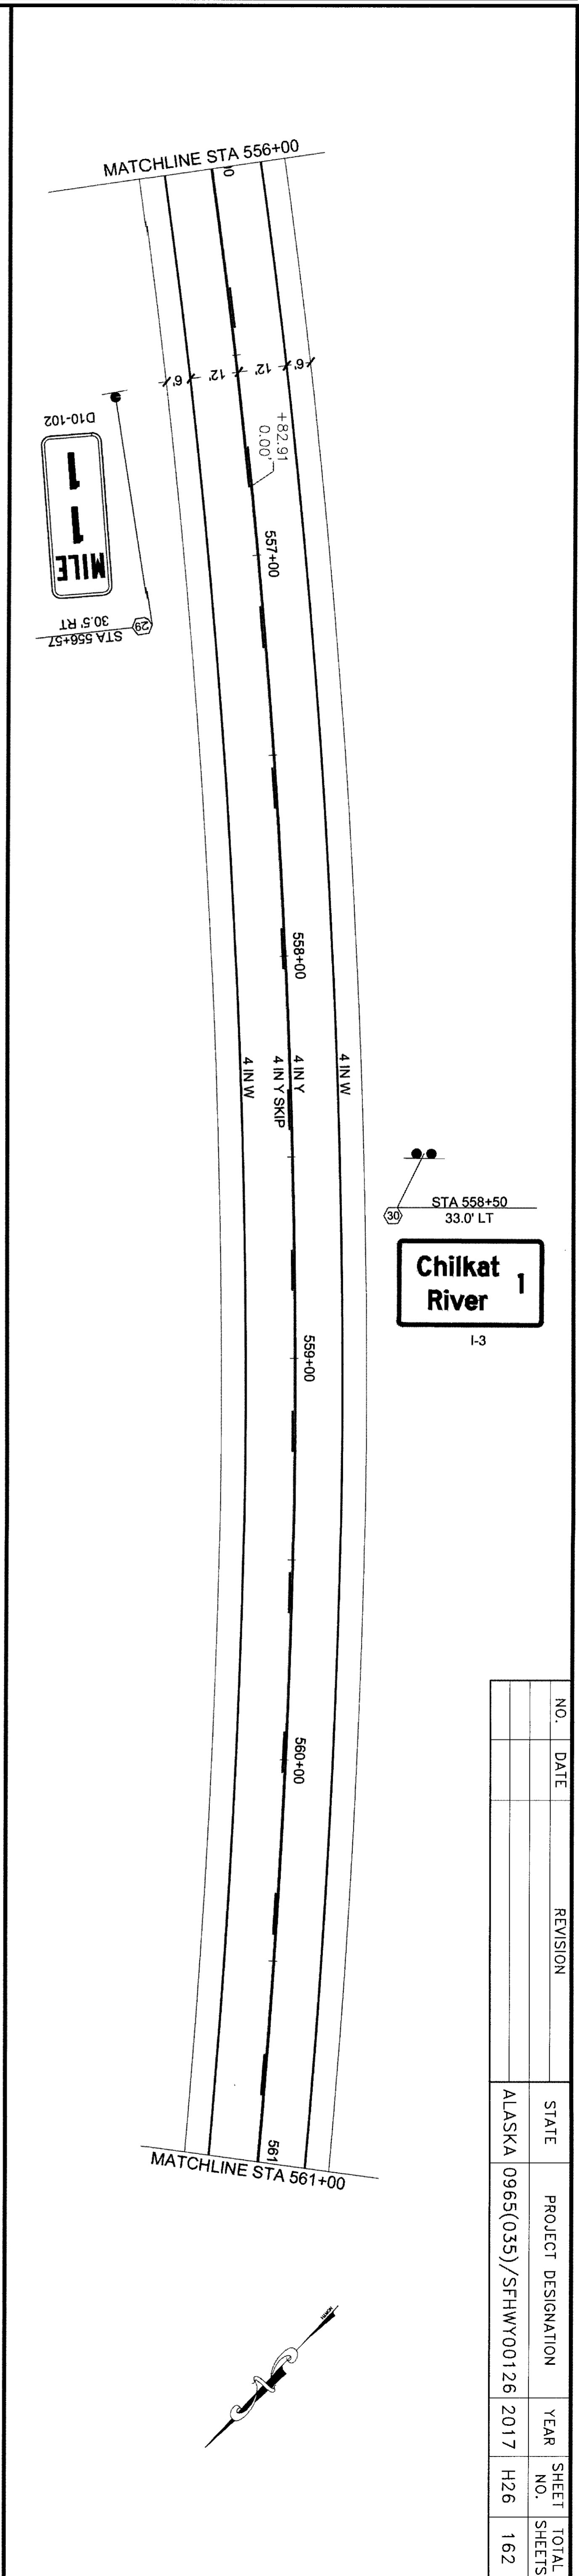 MATCHLINE STA 556+00
6' 12' 12' 6'
+82.91
0.00'
D10-102
MILE
1
1
29
STA 556+57
30.5' RT
557+00
558+00
4 IN W
4 IN Y SKIP
4 IN Y
4 IN W
30
STA 558+50
33.0' LT
Chilkat
River 1
I-3
559+00
560+00
561
MATCHLINE STA 561+00
NO. DATE REVISION STATE PROJECT DESIGNATION YEAR SHEET NO. TOTAL SHEETS
ALASKA 0965(035)/SFHWY00126 2017 H26 162